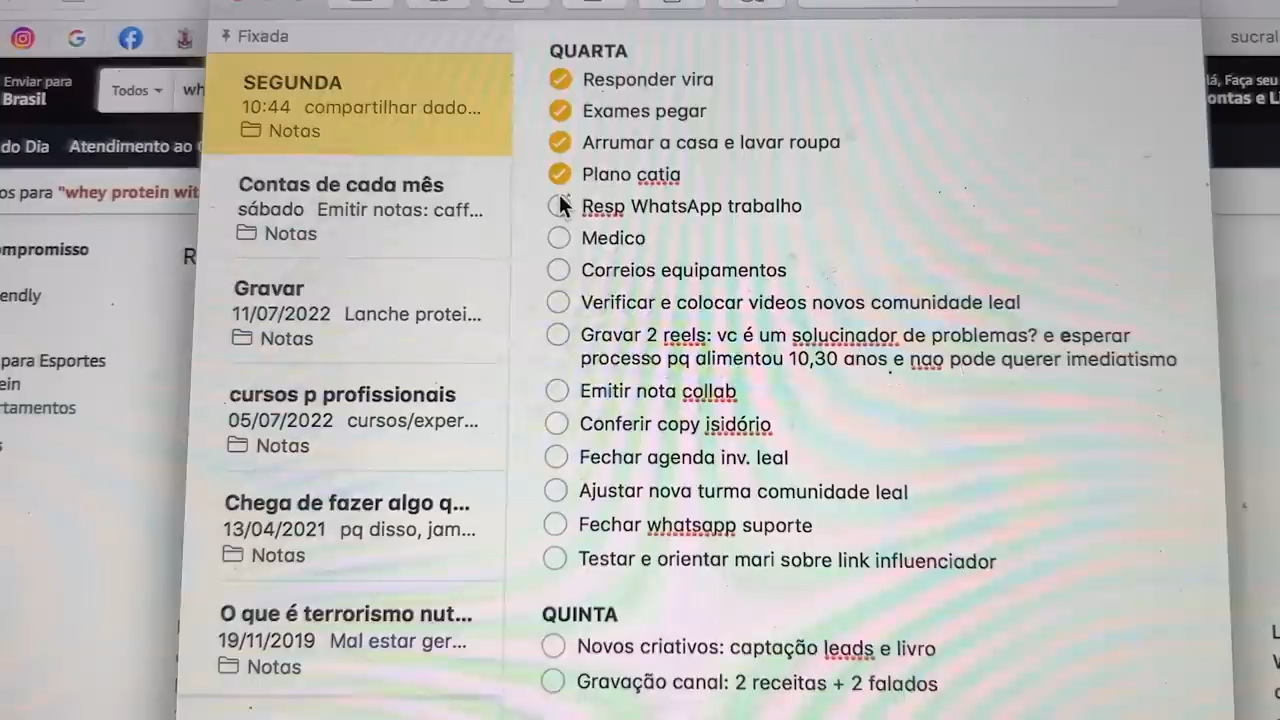 Enviar para
Brasil
Todos
wh
do Dia Atendimento ao
os para "whey protein wit
ompromisso
endly
para Esportes
ein
rtamentos
s
R
Fixada
SEGUNDA
10:44 compartilhar dado...
Notas
Contas de cada mês
sábado Emitir notas: caff...
Notas
Gravar
11/07/2022 Lanche protei...
Notas
cursos p profissionais
05/07/2022 cursos/exper...
Notas
Chega de fazer algo q...
13/04/2021 pq disso, jam...
Notas
O que é terrorismo nut...
19/11/2019 Mal estar ger...
Notas
QUARTA
Responder vira
Exames pegar
Arrumar a casa e lavar roupa
Plano catia
Resp WhatsApp trabalho
Medico
Correios equipamentos
Verificar e colocar videos novos comunidade leal
Gravar 2 reels: vc é um solucinador de problemas? e esperar
processo pq alimentou 10,30 anos e nao pode querer imediatismo
Emitir nota collab
Conferir copy isidório
Fechar agenda inv. leal
Ajustar nova turma comunidade leal
Fechar whatsapp suporte
Testar e orientar mari sobre link influenciador
QUINTA
Novos criativos: captação leads e livro
Gravação canal: 2 receitas + 2 falados
sucral
lá, Faça seu
ontas e Li